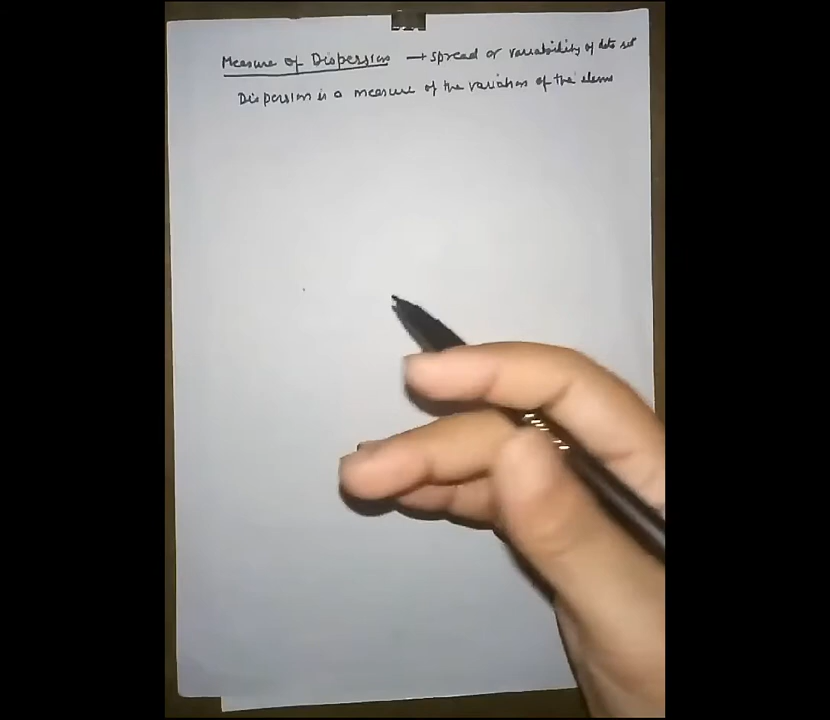 Measure of Dispersion → spread or variability of data set
Dispersion is a measure of the variation of the items